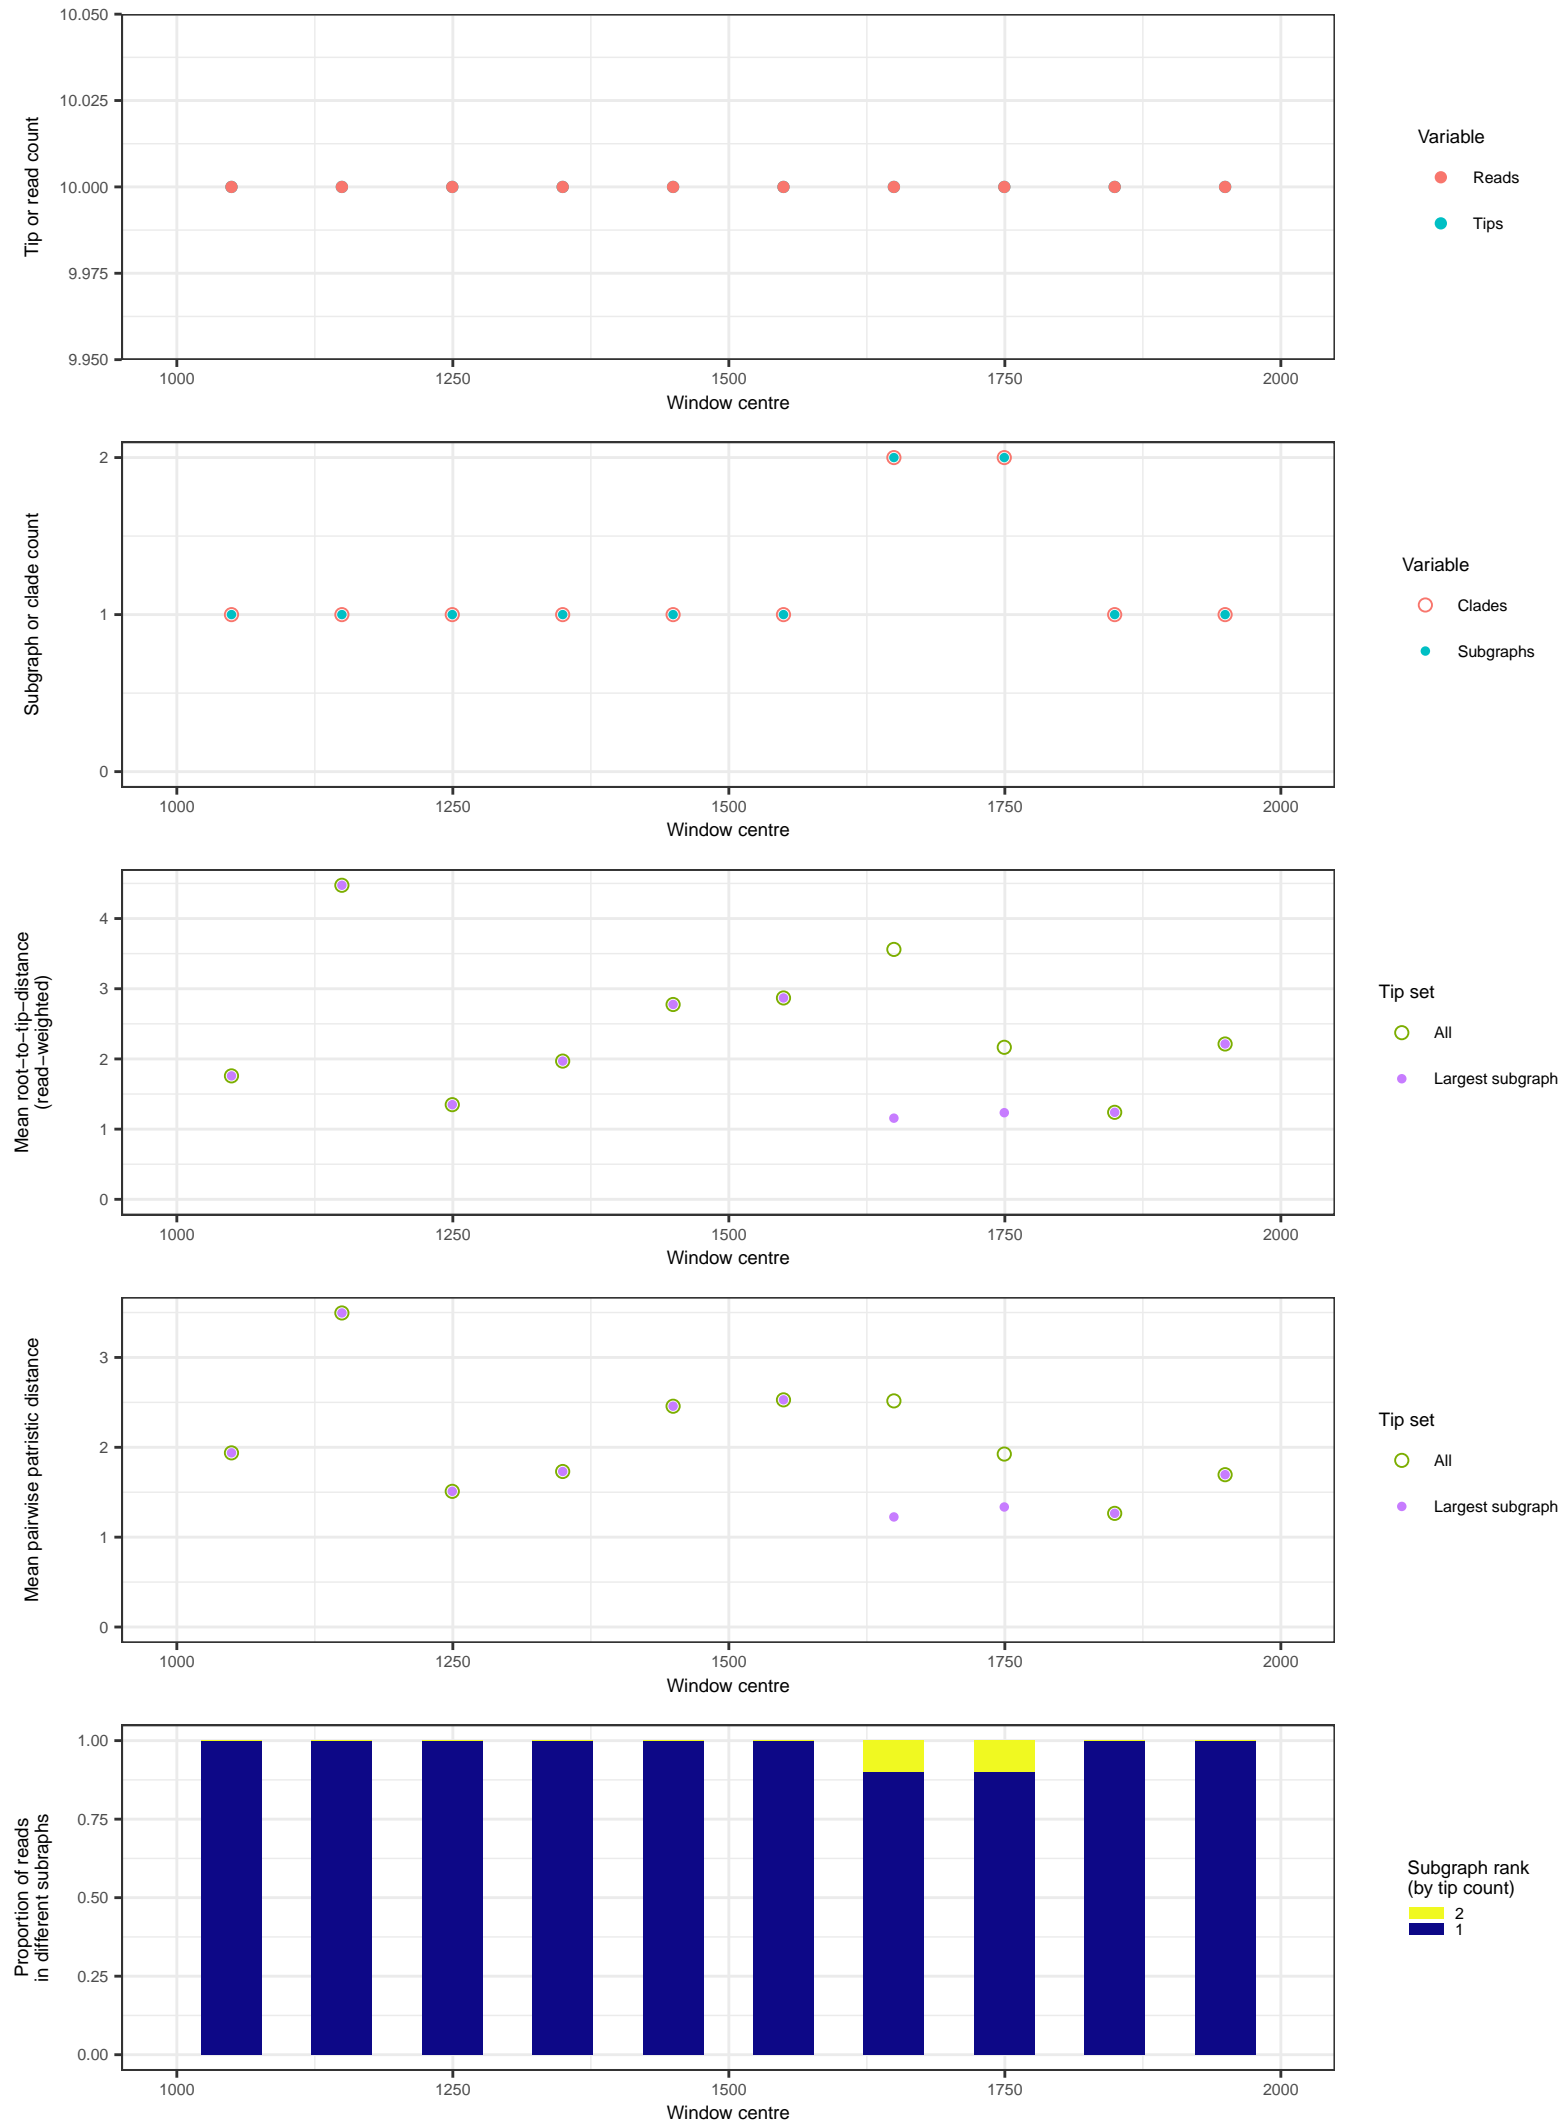 10.050
10.025
10.000
9.975
9.950
Tip or read count
1000 1250 1500 1750 2000
Window centre
Variable
Reads
Tips
2
1
0
Subgraph or clade count
1000 1250 1500 1750 2000
Window centre
Variable
Clades
Subgraphs
4
3
2
1
0
Mean root−to−tip−distance
(read−weighted)
1000 1250 1500 1750 2000
Window centre
Tip set
All
Largest subgraph
3
2
1
0
Mean pairwise patristic distance
1000 1250 1500 1750 2000
Window centre
Tip set
All
Largest subgraph
1.00
0.75
0.50
0.25
0.00
Proportion of reads
in different subraphs
1000 1250 1500 1750 2000
Window centre
Subgraph rank
(by tip count)
2
1